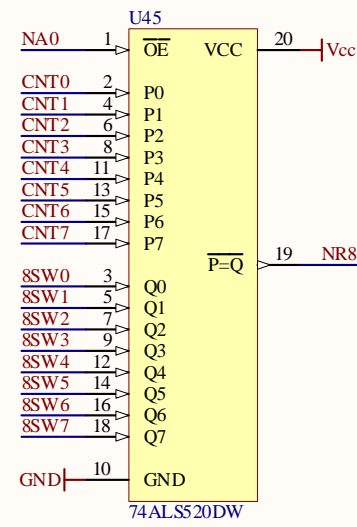 U45
NA0 1 OE VCC 20 Vcc
CNT0 2 P0
CNT1 4 P1
CNT2 6 P2
CNT3 8 P3
CNT4 11 P4
CNT5 13 P5
CNT6 15 P6
CNT7 17 P7
P=Q 19 NR8
8SW0 3 Q0
8SW1 5 Q1
8SW2 7 Q2
8SW3 9 Q3
8SW4 12 Q4
8SW5 14 Q5
8SW6 16 Q6
8SW7 18 Q7
GND 10 GND
74ALS520DW